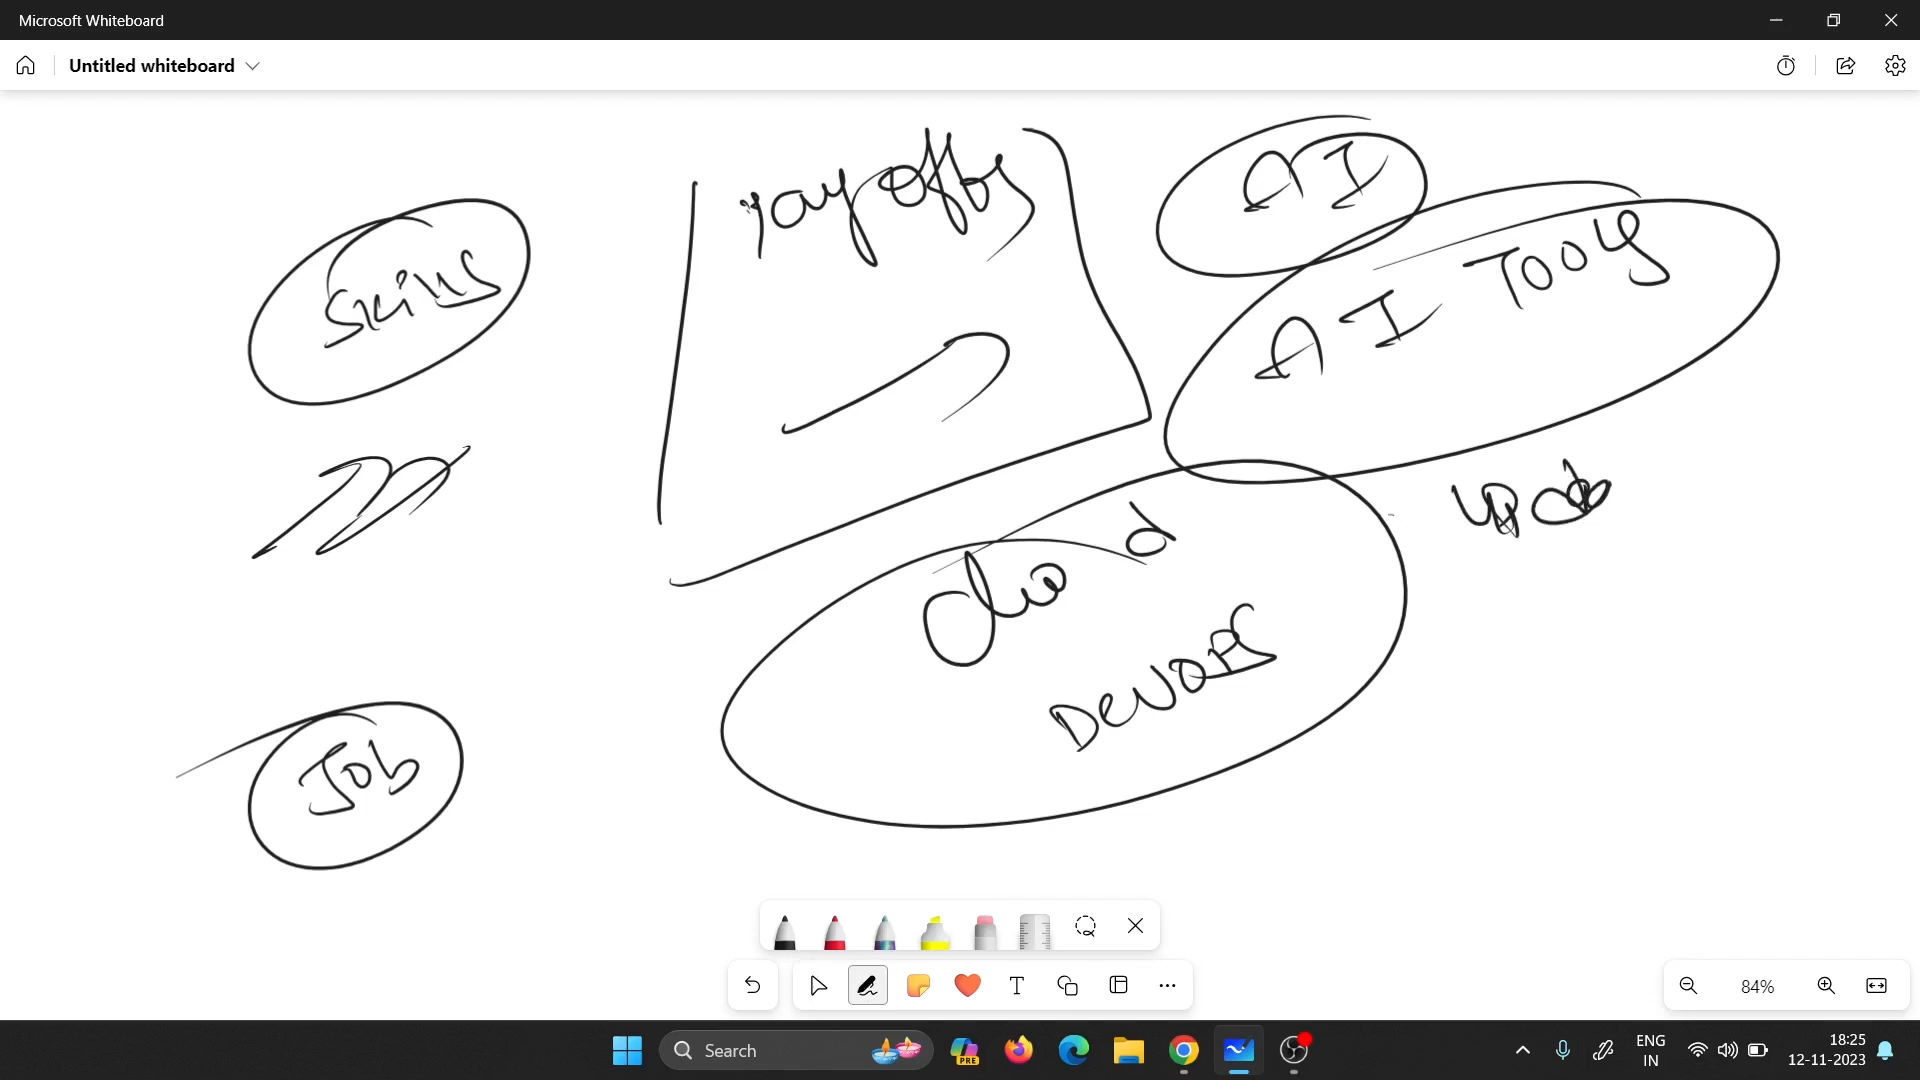 Microsoft Whiteboard
Untitled whiteboard
Layoffs
AI
Skills
AI Tools
Cloud
DevOps
Job
84%
Search
PRE
ENG
IN
18:25
12-11-2023